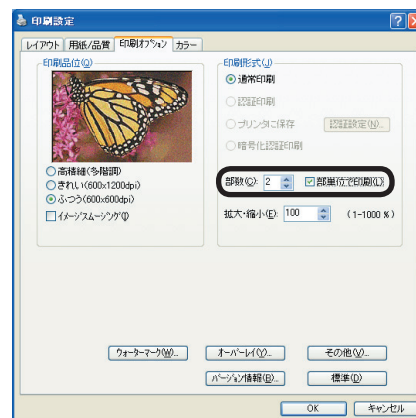 印刷設定
レイアウト 用紙/品質 印刷オプション カラー
印刷品位(Q)
高精細(多階調)
きれい(600x1200dpi)
ふつう(600x600dpi)
イメージスムージング(I)
印刷形式(J)
通常印刷
認証印刷
プリンタに保存 認証設定(N)...
暗号化認証印刷
部数(C): 2 部単位で印刷(L)
拡大・縮小(E): 100 (1-1000 %)
ウォーターマーク(W)... オーバーレイ(Y)... その他(V)...
バージョン情報(B)... 標準(D)
OK キャンセル